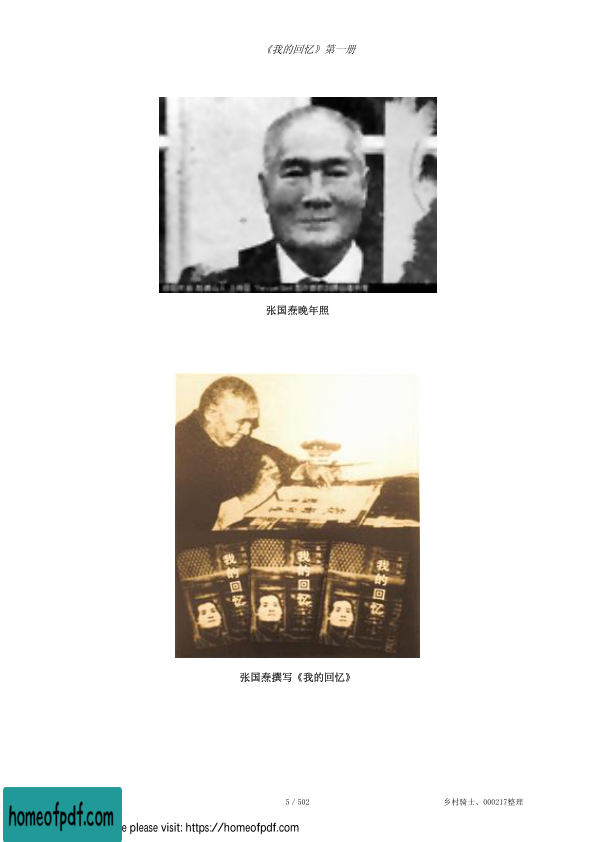 《我的回忆》第一册
张国焘晚年照
我的回忆
我的回忆
我的回忆
张国焘撰写《我的回忆》
5 / 502
乡村骑士、000217整理
homeofpdf.com
e please visit: https://homeofpdf.com